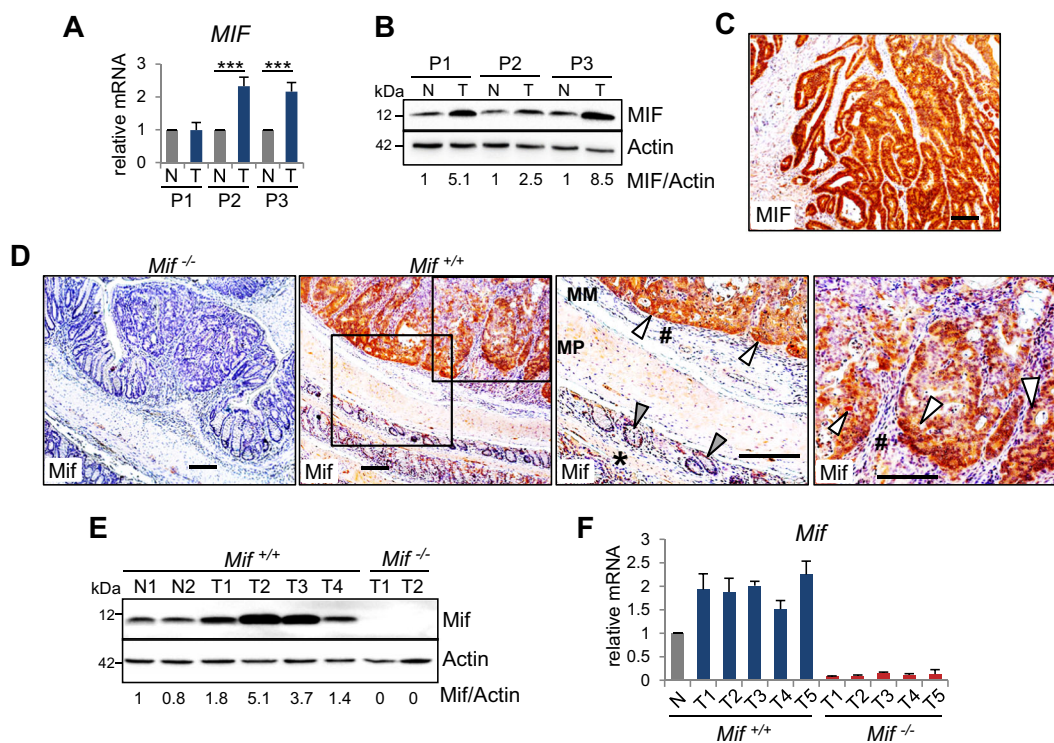 A
MIF
relative mRNA
3
2
1
0
***
***
N T N T N T
P1 P2 P3
B
P1 P2 P3
kDa N T N T N T
12 MIF
42 Actin
1 5.1 1 2.5 1 8.5 MIF/Actin
C
MIF
D
Mif -/-
Mif +/+
Mif
Mif
MM
#
MP
*
Mif
#
Mif
E
Mif +/+ Mif -/-
kDa N1 N2 T1 T2 T3 T4 T1 T2
12 Mif
42 Actin
1 0.8 1.8 5.1 3.7 1.4 0 0
Mif/Actin
F
Mif
relative mRNA
3
2.5
2
1.5
1
0.5
0
N T1 T2 T3 T4 T5 T1 T2 T3 T4 T5
Mif +/+ Mif -/-